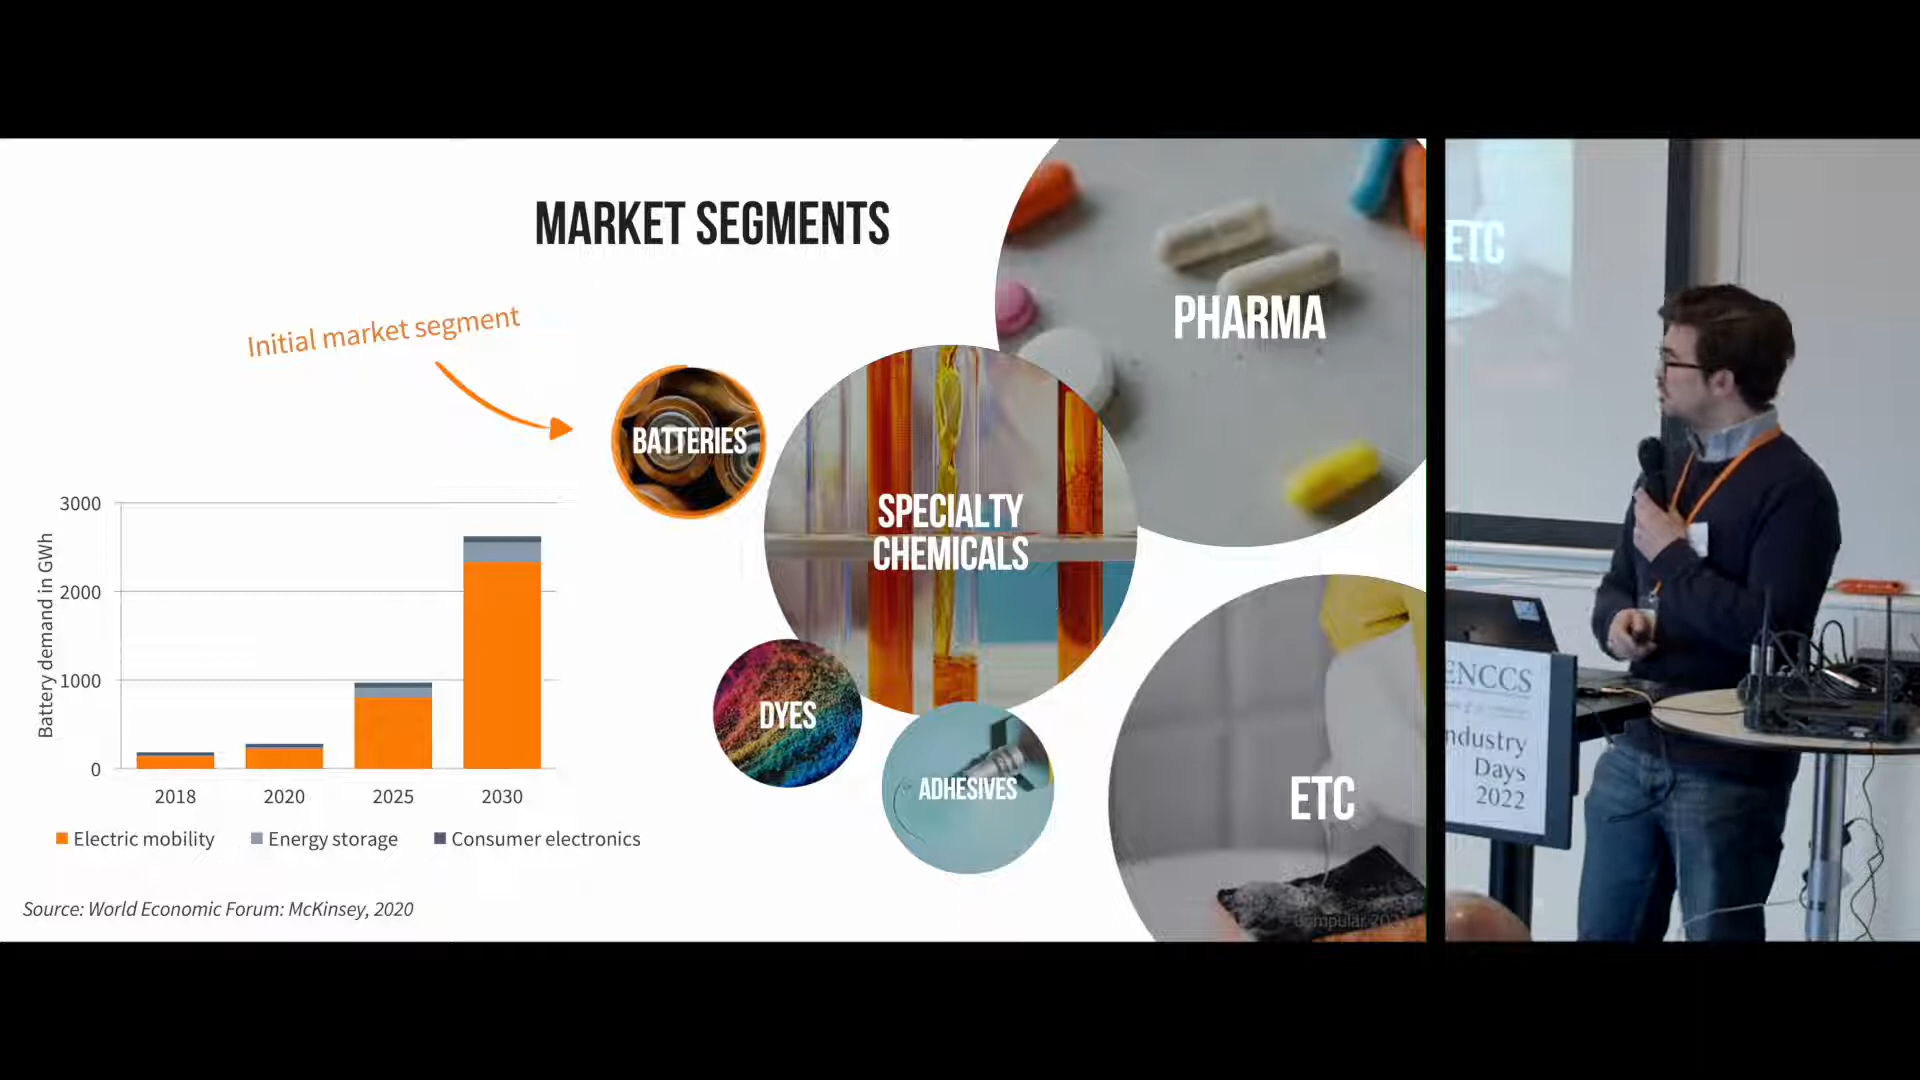 MARKET SEGMENTS
Initial market segment
BATTERIES
PHARMA
SPECIALTY
CHEMICALS
DYES
ADHESIVES
ETC
Battery demand in GWh
3000
2000
1000
0
2018
2020
2025
2030
Electric mobility
Energy storage
Consumer electronics
Source: World Economic Forum: McKinsey, 2020
ETC
ENCCS
ndustry
Days
2022